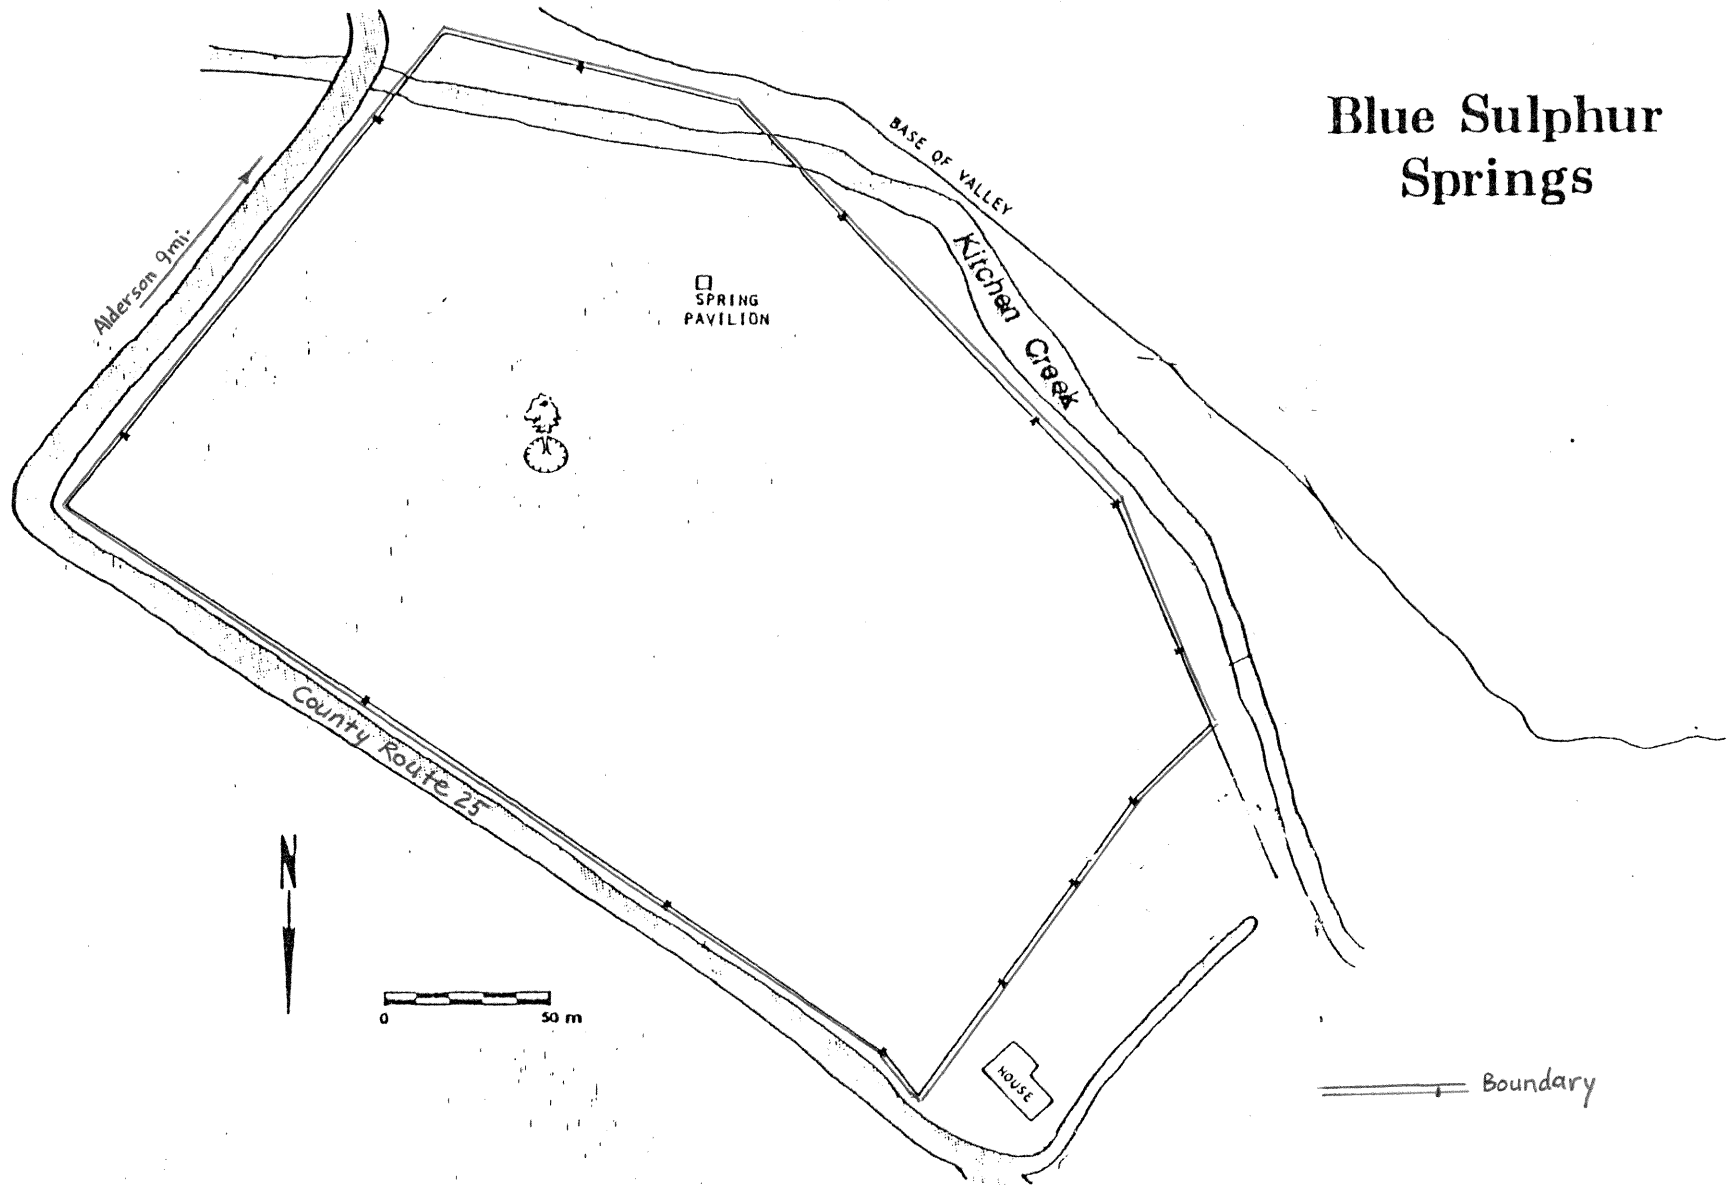 Blue Sulphur
Springs
BASE OF VALLEY
Kitchen Creek
Alderson 9mi.
SPRING
PAVILION
County Route 25
N
0 50 m
HOUSE
Boundary